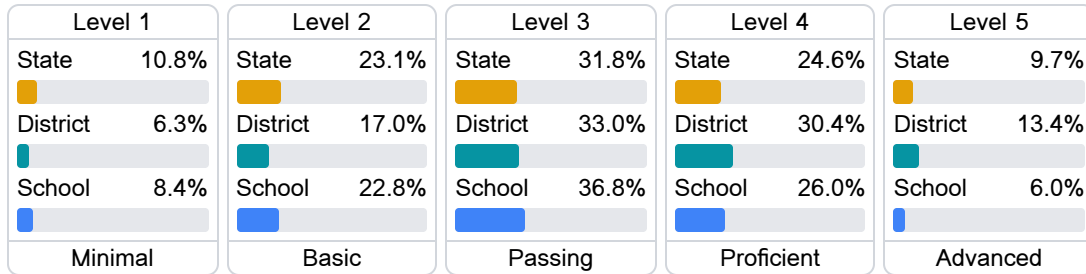 Level 1
State 10.8%
District 6.3%
School 8.4%
Minimal
Level 2
State 23.1%
District 17.0%
School 22.8%
Basic
Level 3
State 31.8%
District 33.0%
School 36.8%
Passing
Level 4
State 24.6%
District 30.4%
School 26.0%
Proficient
Level 5
State 9.7%
District 13.4%
School 6.0%
Advanced